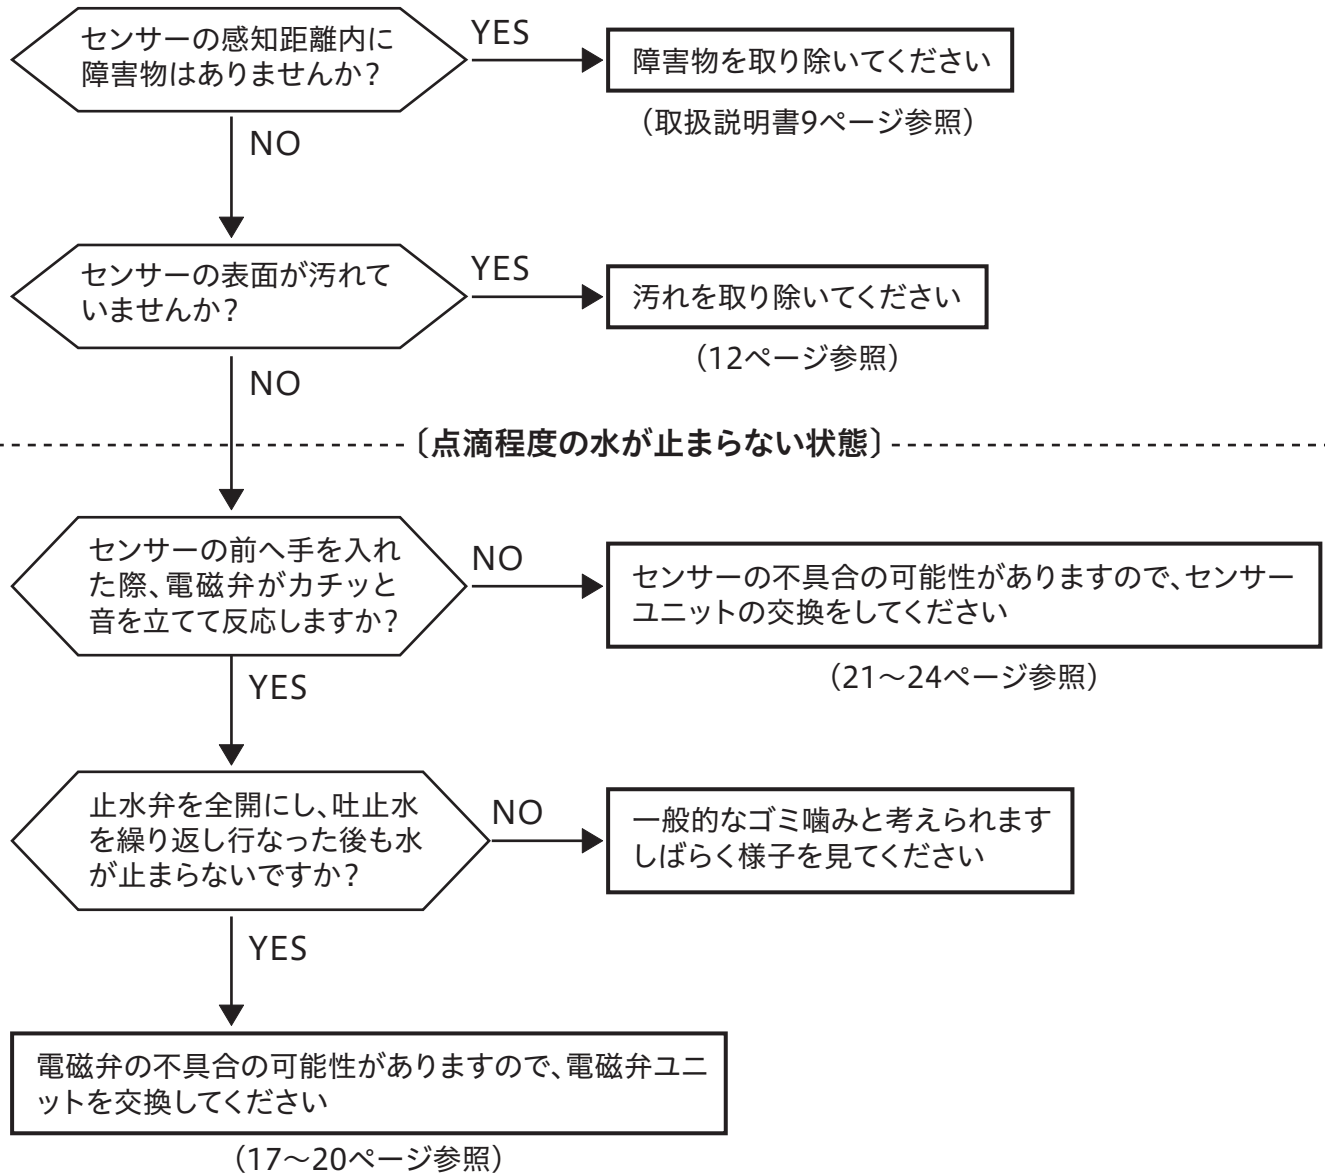 センサーの感知距離内に
障害物はありませんか？
YES
障害物を取り除いてください
（取扱説明書9ページ参照）
NO
センサーの表面が汚れて
いませんか？
YES
汚れを取り除いてください
（12ページ参照）
NO
〔点滴程度の水が止まらない状態〕
センサーの前へ手を入れ
た際、電磁弁がカチッと
音を立てて反応しますか？
NO
センサーの不具合の可能性がありますので、センサー
ユニットの交換をしてください
（21〜24ページ参照）
YES
止水弁を全開にし、吐止水
を繰り返し行なった後も水
が止まらないですか？
NO
一般的なゴミ噛みと考えられます
しばらく様子を見てください
YES
電磁弁の不具合の可能性がありますので、電磁弁ユニ
ットを交換してください
（17〜20ページ参照）